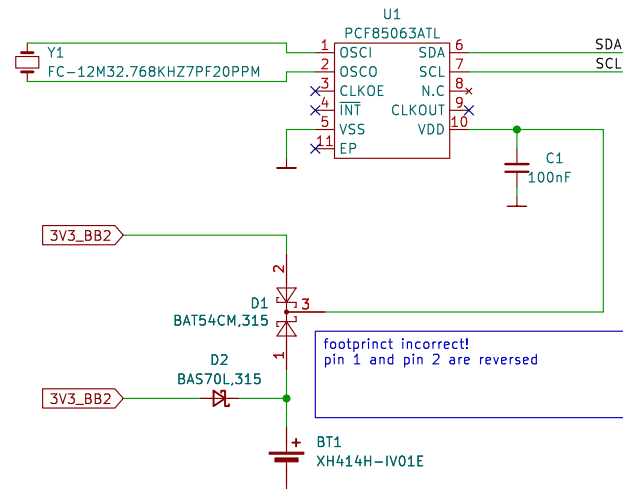 U1
PCF85063ATL
Y1
FC-12M32.768KHZ7PF20PPM
1 OSCI SDA 6 SDA
2 OSCO SCL 7 SCL
3 CLKOE N.C 8
4 INT CLKOUT 9
5 VSS VDD 10
11 EP
C1
100nF
3V3_BB2
2
D1 3
BAT54CM,315
1
footprinct incorrect!
pin 1 and pin 2 are reversed
D2
BAS70L,315
3V3_BB2
+ BT1
XH414H-IV01E